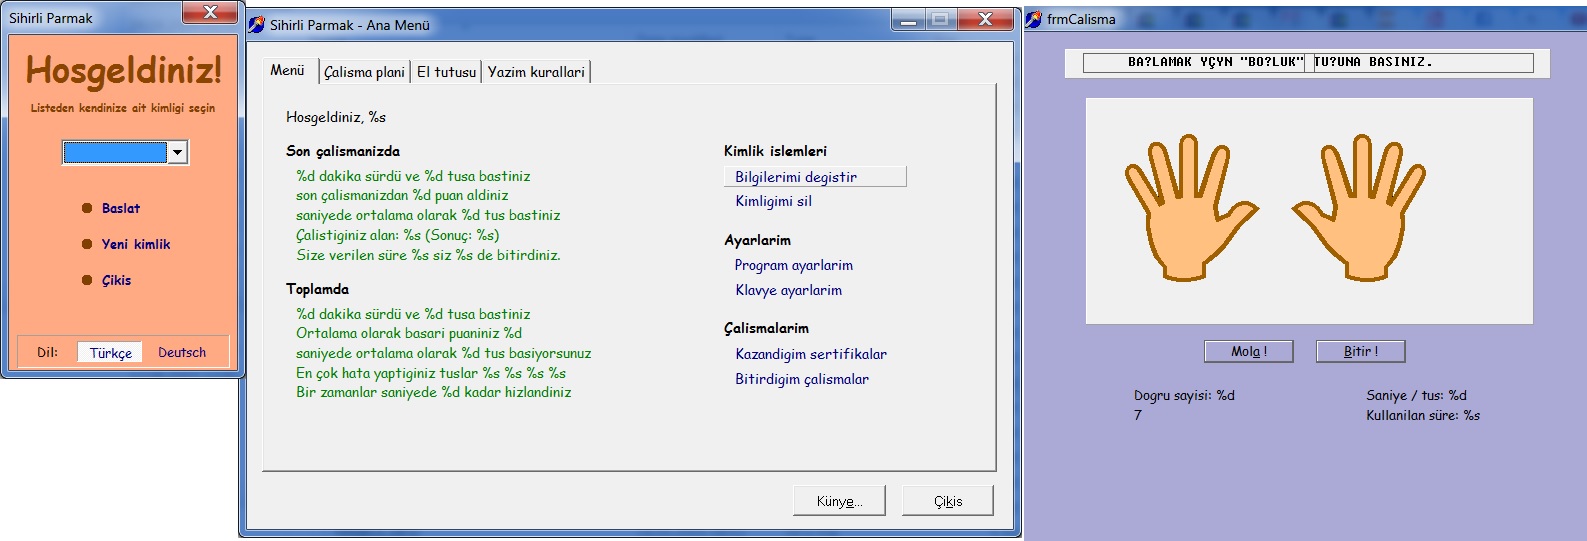 Sihirli Parmak
Hosgeldiniz!
Listeden kendinize ait kimligi seçin
Baslat
Yeni kimlik
Çikis
Dil: Türkçe Deutsch
Sihirli Parmak - Ana Menü
Menü Çalisma plani El tutusu Yazim kurallari
Hosgeldiniz, %s
Son çalismanizda
%d dakika sürdü ve %d tusa bastiniz
son çalismanizdan %d puan aldiniz
saniyede ortalama olarak %d tus bastiniz
Çalistiginiz alan: %s (Sonuç: %s)
Size verilen süre %s siz %s de bitirdiniz.
Toplamda
%d dakika sürdü ve %d tusa bastiniz
Ortalama olarak basari puaniniz %d
saniyede ortalama olarak %d tus basiyorsunuz
En çok hata yaptiginiz tuslar %s %s %s %s
Bir zamanlar saniyede %d kadar hizlandiniz
Kimlik islemleri
Bilgilerimi degistir
Kimligimi sil
Ayarlarim
Program ayarlarim
Klavye ayarlarim
Çalismalarim
Kazandigim sertifikalar
Bitirdigim çalismalar
Künye... Çikis
frmCalisma
BA?LAMAK YÇYN "BO?LUK" TU?UNA BASINIZ.
Mola ! Bitir !
Dogru sayisi: %d
7
Saniye / tus: %d
Kullanilan süre: %s